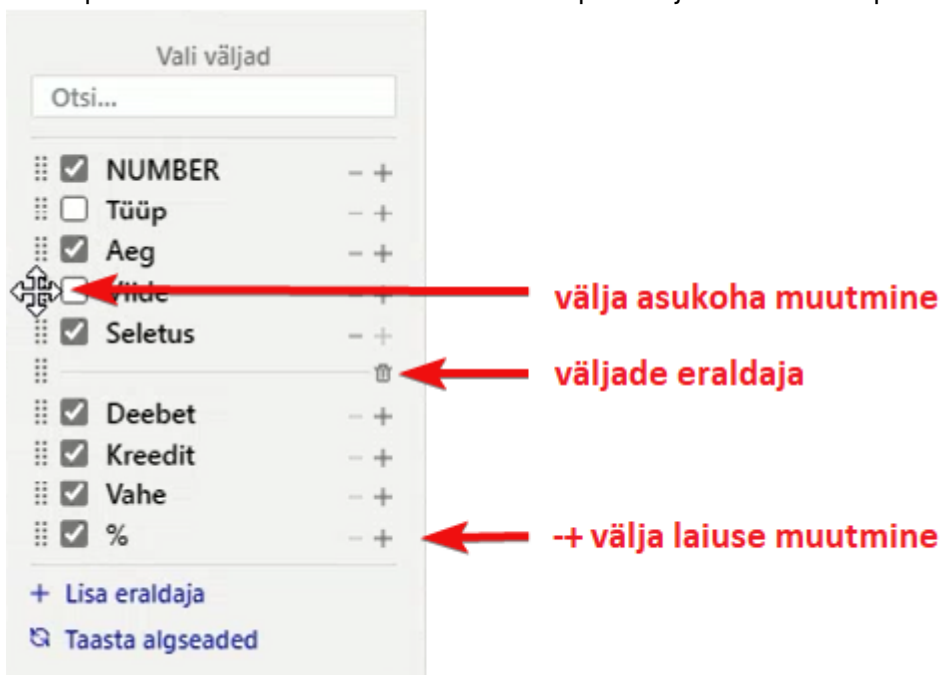 Vali väljad
Otsi...
NUMBER - +
Tüüp - +
Aeg - +
Viide - +
välja asukoha muutmine
Seletus - +
väljade eraldaja
Deebet - +
Kreedit - +
Vahe - +
% - +
-+ välja laiuse muutmine
+ Lisa eraldaja
Taasta algseaded